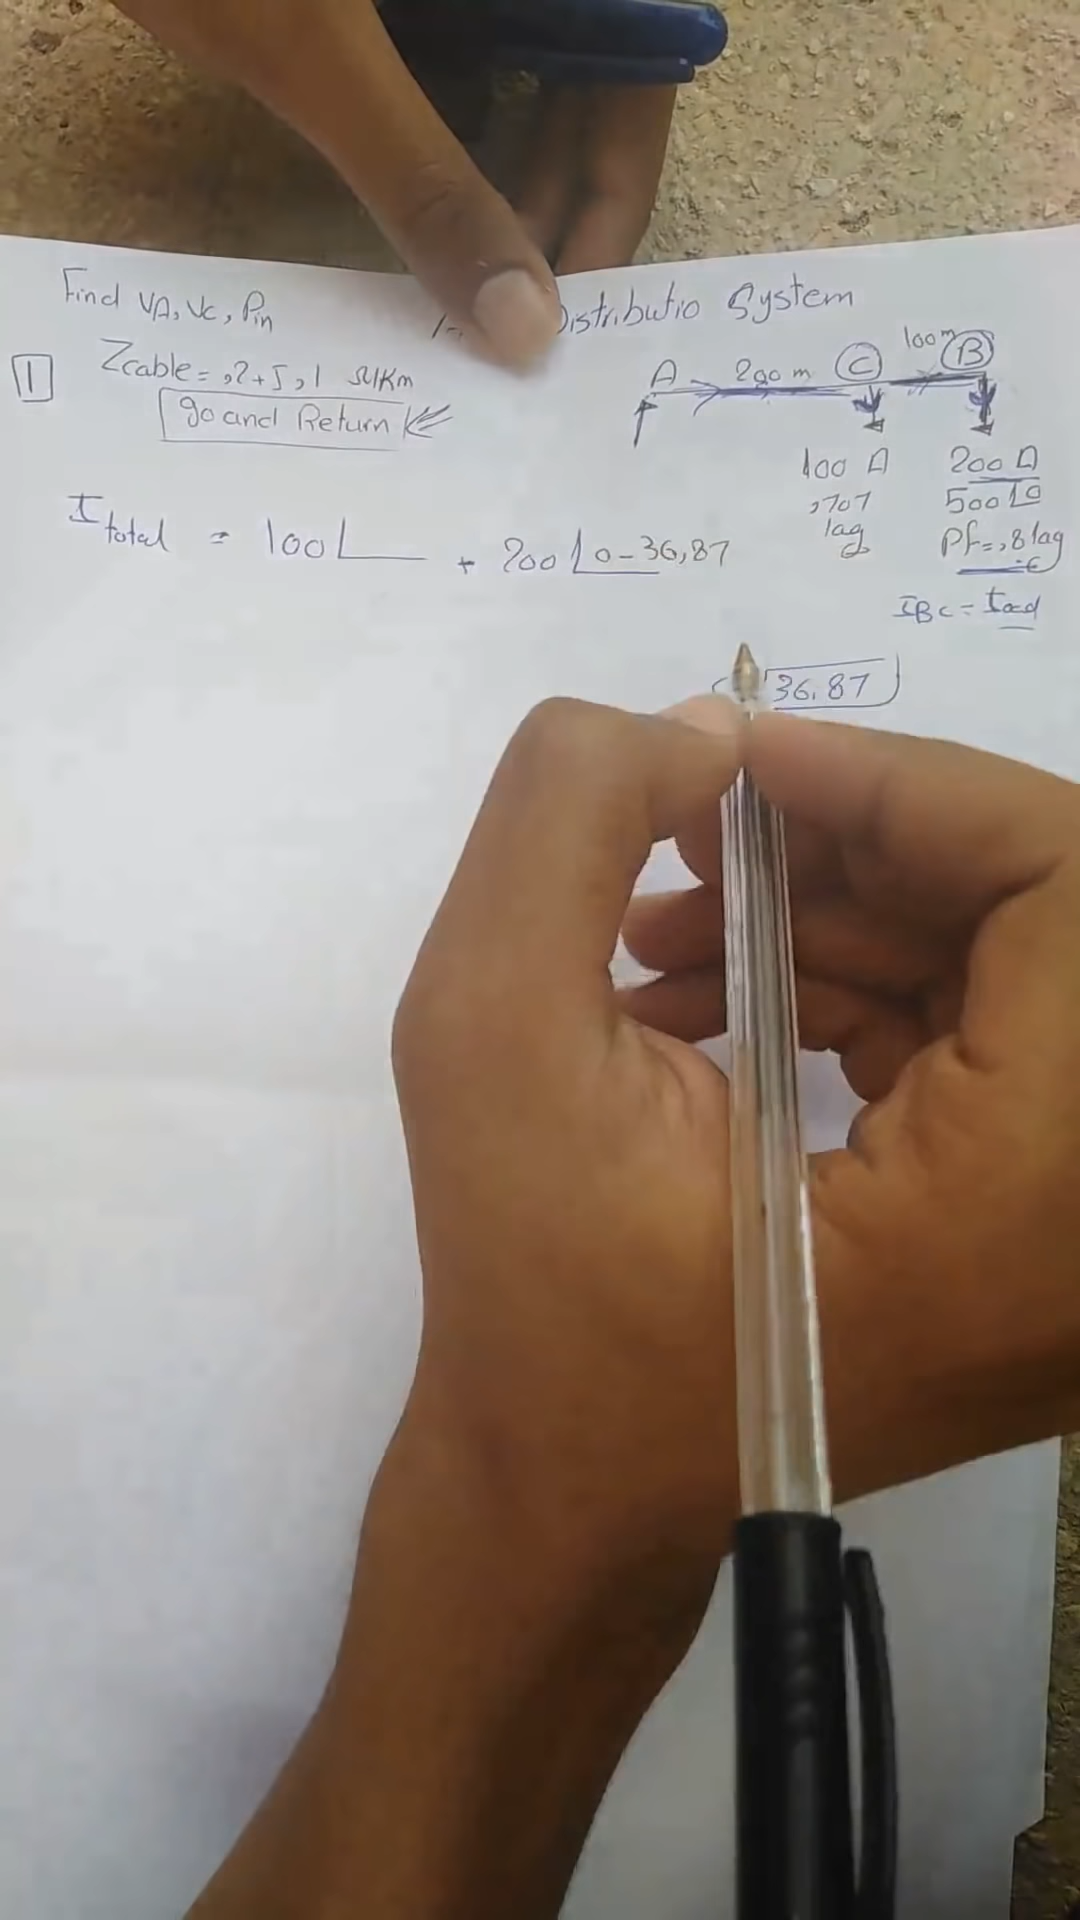 Find VA, Vc, Pin
Distributio System
1
Zcable = ,2 + J,1 Ω/Km
go and Return
A 200 m C 100m B
100 A
,707
lag
200 A
500∠0
Pf=,8 lag
Itotal = 100∠ + 200∠0-36,87
IBC = Iad
36.87